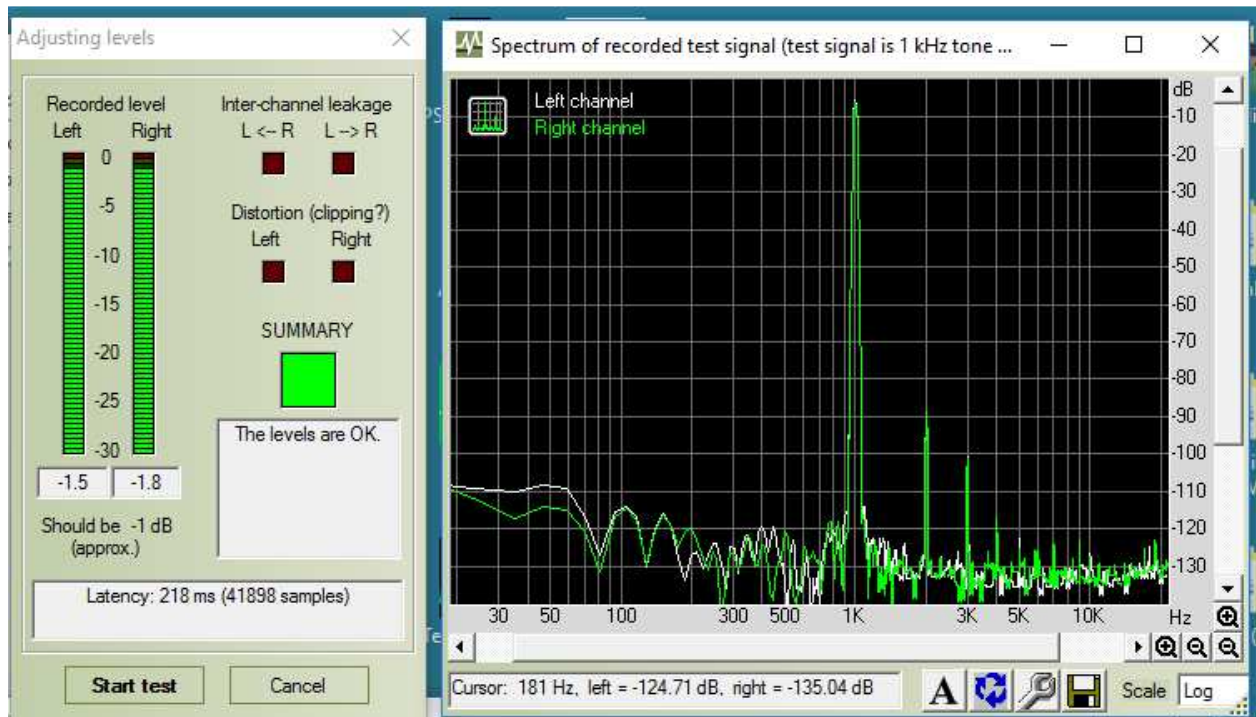 Adjusting levels
Recorded level
Left Right
0
-5
-10
-15
-20
-25
-30
-1.5 -1.8
Should be -1 dB
(approx.)
Inter-channel leakage
L <-- R L --> R
Distortion (clipping?)
Left Right
SUMMARY
The levels are OK.
Latency: 218 ms (41898 samples)
Start test Cancel
Spectrum of recorded test signal (test signal is 1 kHz tone ...
Left channel
Right channel
dB
-10
-20
-30
-40
-50
-60
-70
-80
-90
-100
-110
-120
-130
30 50 100 300 500 1K 3K 5K 10K Hz
Cursor: 181 Hz, left = -124.71 dB, right = -135.04 dB
A
Scale Log